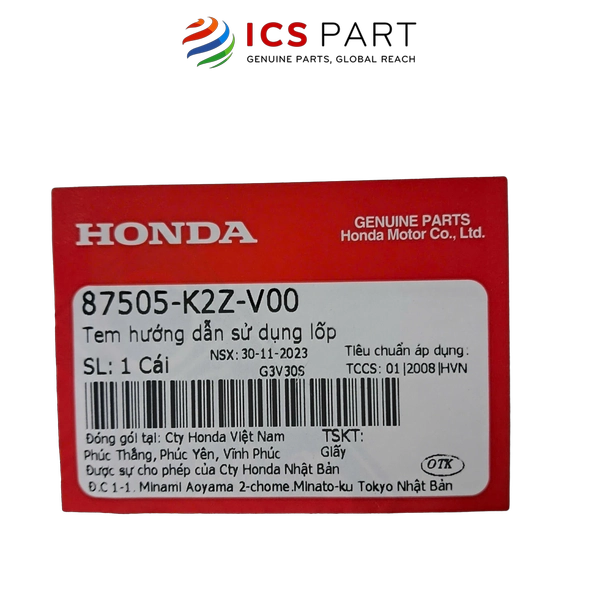 ICS PART
GENUINE PARTS, GLOBAL REACH
HONDA
GENUINE PARTS
Honda Motor Co., Ltd.
87505-K2Z-V00
Tem hướng dẫn sử dụng lốp
NSX: 30-11-2023
Tiêu chuẩn áp dụng:
SL: 1 Cái
G3V30S
TCCS: 01|2008|HVN
Đóng gói tại: Cty Honda Việt Nam
TSKT:
Phúc Thắng, Phúc Yên, Vĩnh Phúc
Giấy
Được sự cho phép của Cty Honda Nhật Bản
OTK
Đ.C 1-1, Minami Aoyama 2-chome.Minato-ku Tokyo Nhật Bản